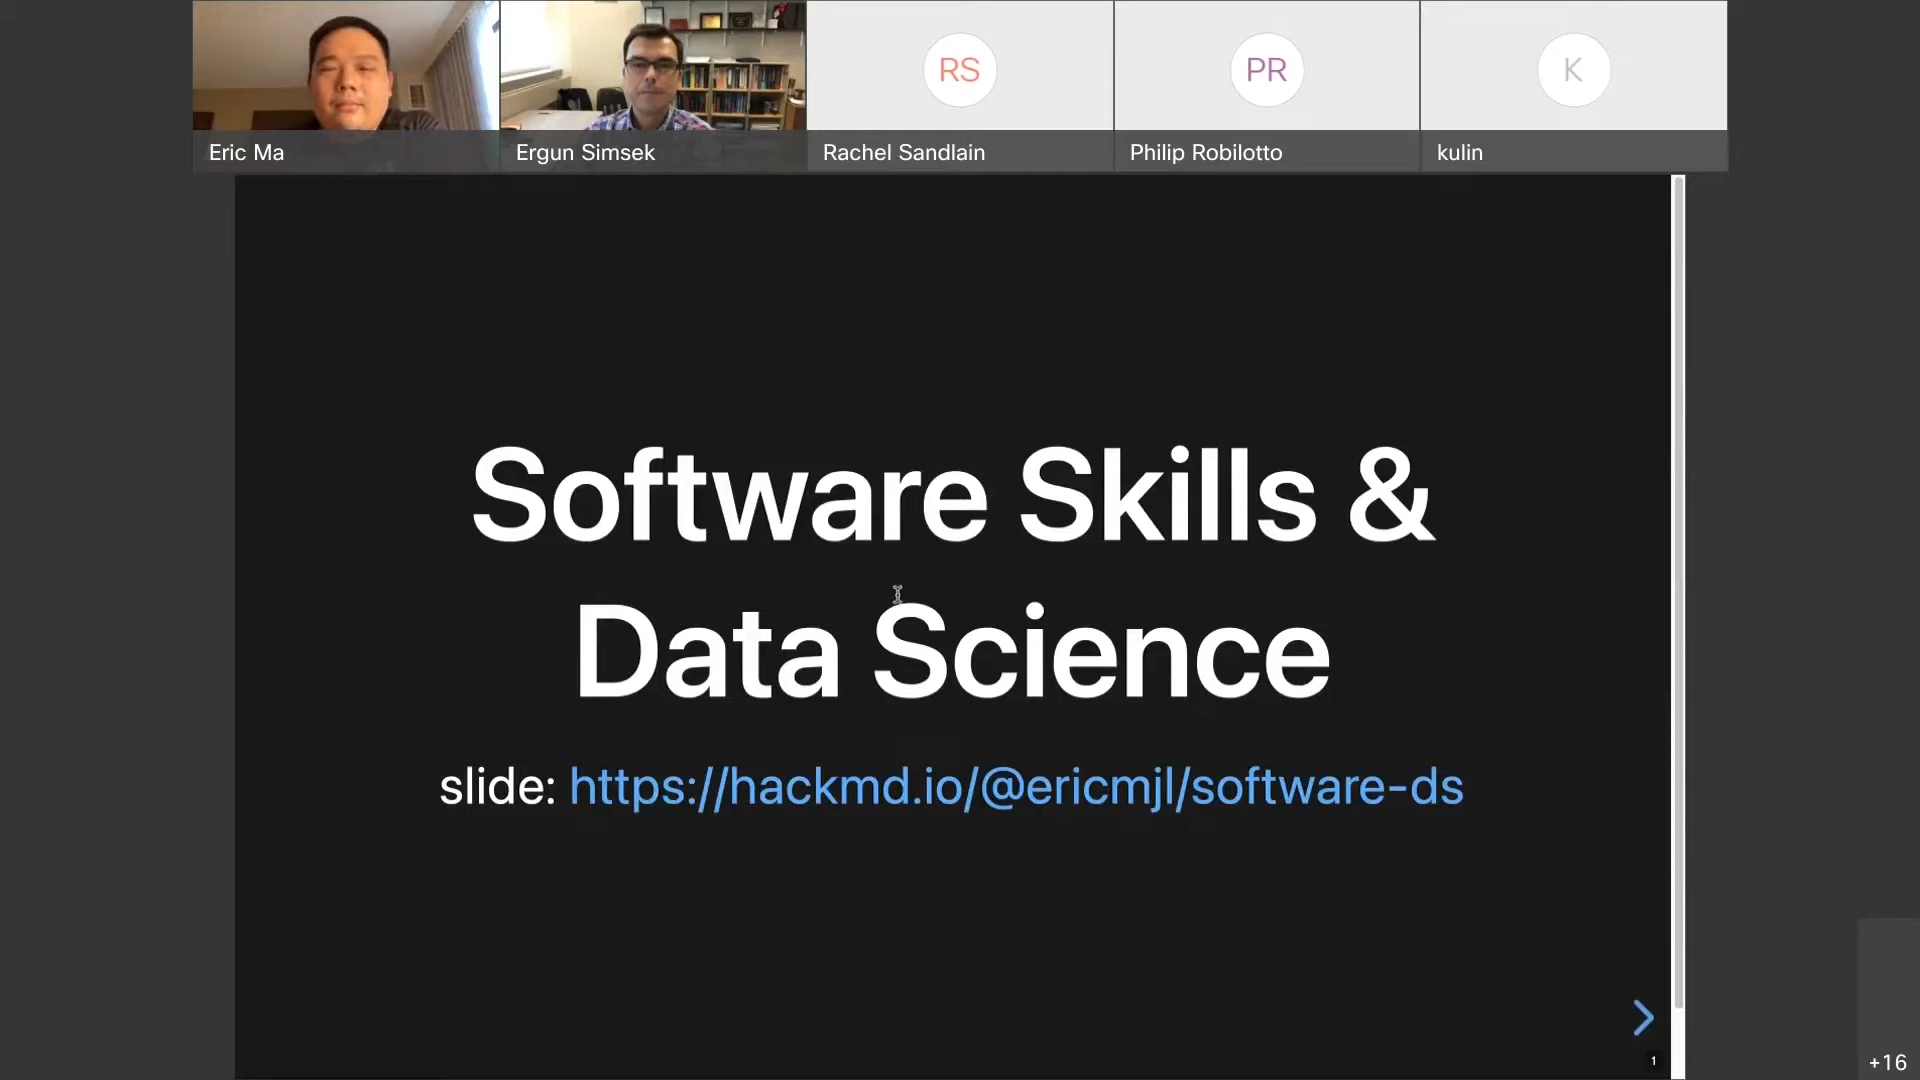 RS
PR
K
Eric Ma
Ergun Simsek
Rachel Sandlain
Philip Robilotto
kulin
Software Skills &
Data Science
slide: https://hackmd.io/@ericmjl/software-ds
1
+16